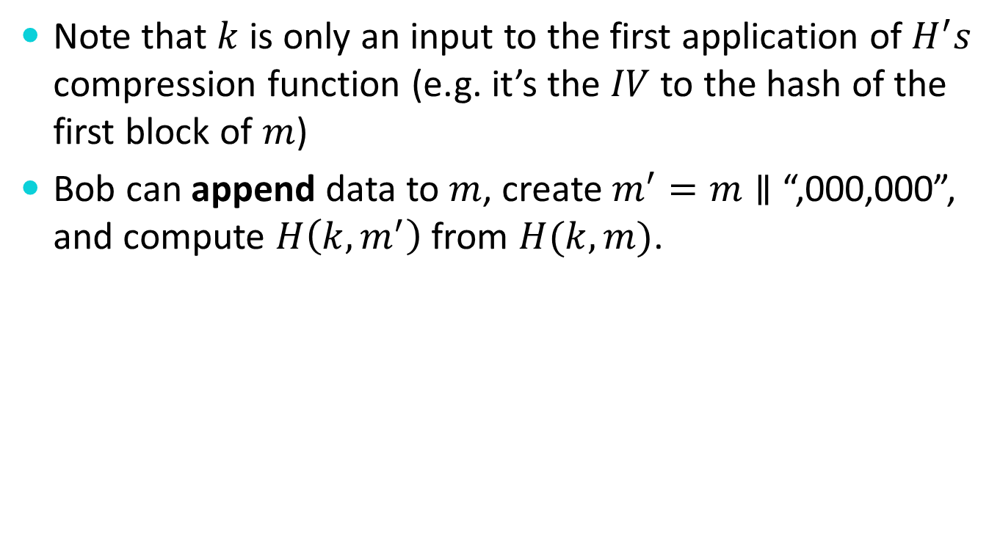 • Note that k is only an input to the first application of H's
compression function (e.g. it’s the IV to the hash of the
first block of m)
• Bob can append data to m, create m′ = m ∥ “,000,000”,
and compute H(k, m′) from H(k, m).